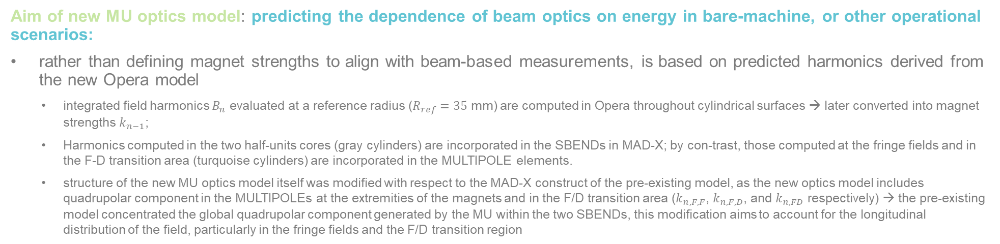 Aim of new MU optics model: predicting the dependence of beam optics on energy in bare-machine, or other operational
scenarios:
• rather than defining magnet strengths to align with beam-based measurements, is based on predicted harmonics derived from
the new Opera model
• integrated field harmonics Bₙ evaluated at a reference radius (R_ref = 35 mm) are computed in Opera throughout cylindrical surfaces → later converted into magnet
strengths kₙ₋₁;
• Harmonics computed in the two half-units cores (gray cylinders) are incorporated in the SBENDs in MAD-X; by con-trast, those computed at the fringe fields and in
the F-D transition area (turquoise cylinders) are incorporated in the MULTIPOLE elements.
• structure of the new MU optics model itself was modified with respect to the MAD-X construct of the pre-existing model, as the new optics model includes
quadrupolar component in the MULTIPOLEs at the extremities of the magnets and in the F/D transition area (k_{n,F,F}, k_{n,F,D}, and k_{n,FD} respectively) → the pre-existing
model concentrated the global quadrupolar component generated by the MU within the two SBENDs, this modification aims to account for the longitudinal
distribution of the field, particularly in the fringe fields and the F/D transition region